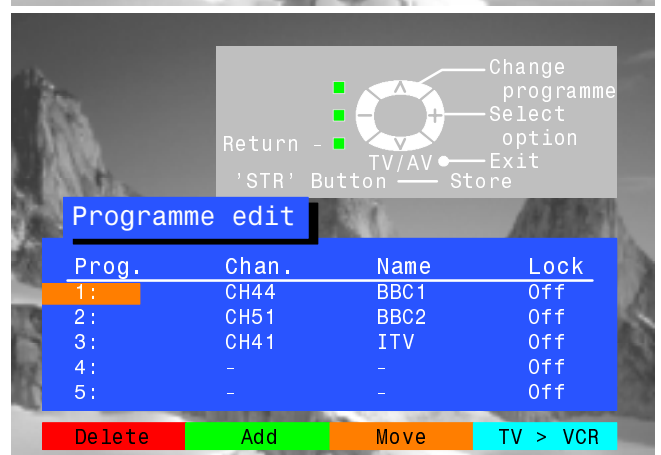 Change
programme
Select
option
Return -
TV/AV Exit
'STR' Button Store
Programme edit
Prog. Chan. Name Lock
1: CH44 BBC1 Off
2: CH51 BBC2 Off
3: CH41 ITV Off
4: - - Off
5: - - Off
Delete Add Move TV > VCR